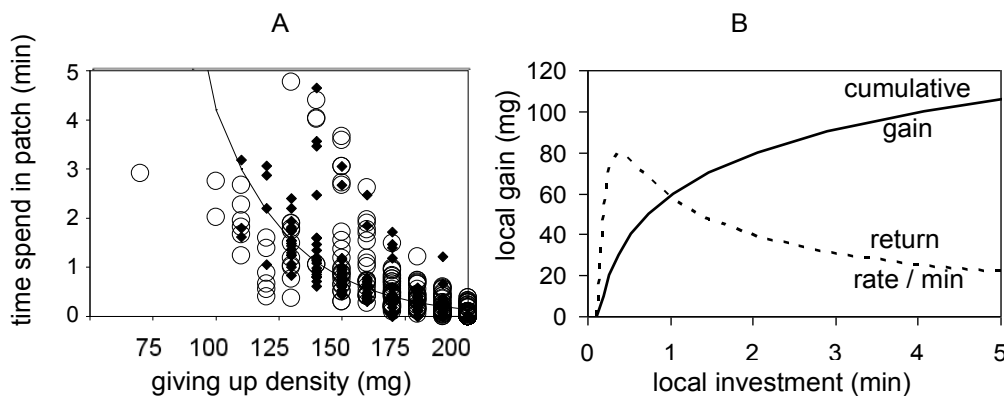 A
B
time spend in patch (min)
5
4
3
2
1
0
75 100 125 150 175 200
giving up density (mg)
local gain (mg)
120
100
80
60
40
20
0
cumulative
gain
return
rate / min
0 1 2 3 4 5
local investment (min)